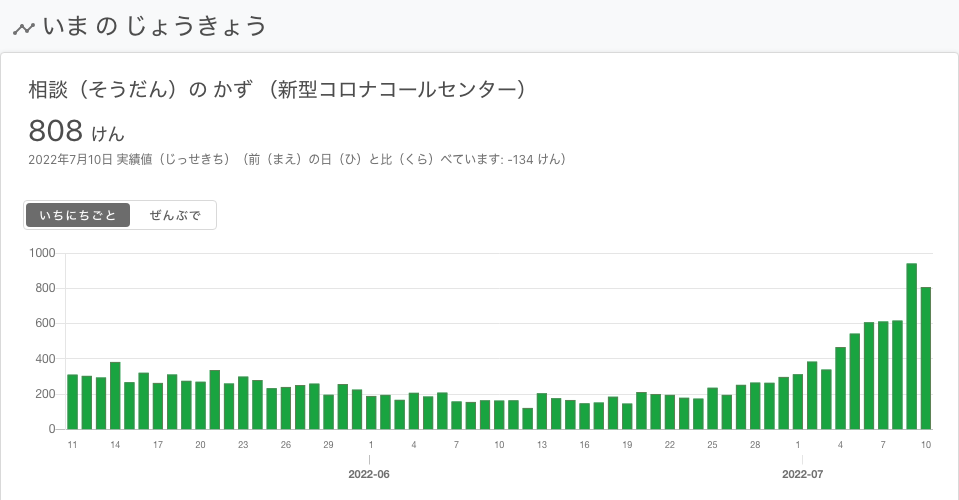 いま の じょうきょう
相談（そうだん）の かず （新型コロナコールセンター）
808 けん
2022年7月10日 実績値（じっせきち）（前（まえ）の日（ひ）と比（くら）べています: -134 けん）
いちにちごと ぜんぶで
1000
800
600
400
200
0
11 14 17 20 23 26 29 1 4 7 10 13 16 19 22 25 28 1 4 7 10
2022-06 2022-07